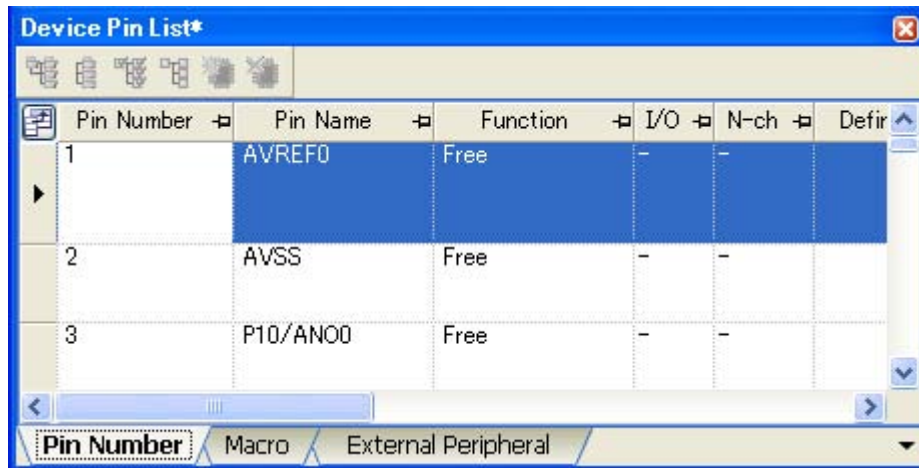 Device Pin List*
Pin Number Pin Name Function I/O N-ch Defir
1 AVREF0 Free - -
2 AVSS Free - -
3 P10/ANO0 Free - -
Pin Number Macro External Peripheral